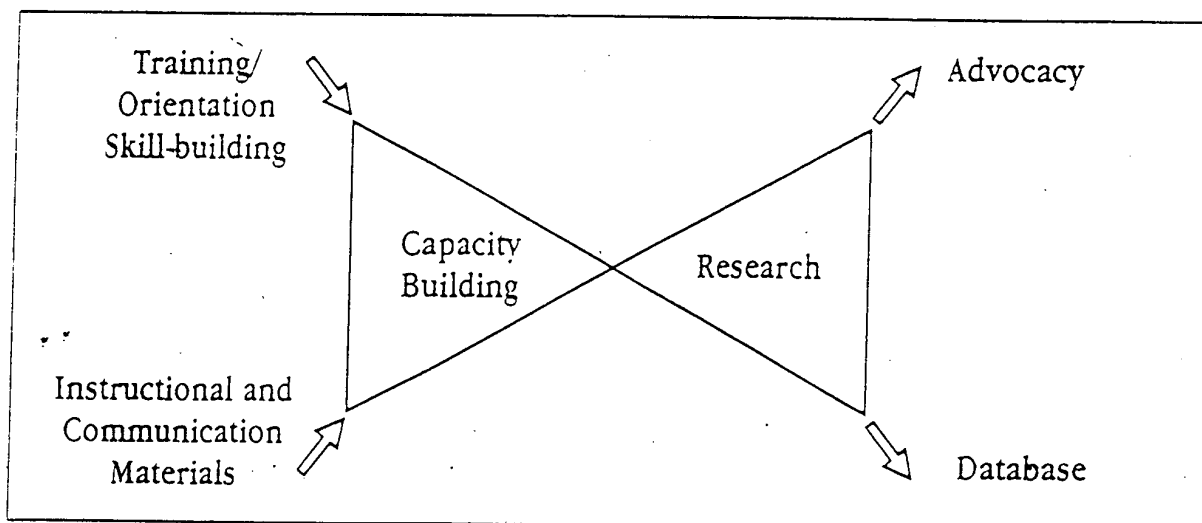 Training/
Orientation
Skill-building
Advocacy
Capacity
Building
Research
Instructional and
Communication
Materials
Database